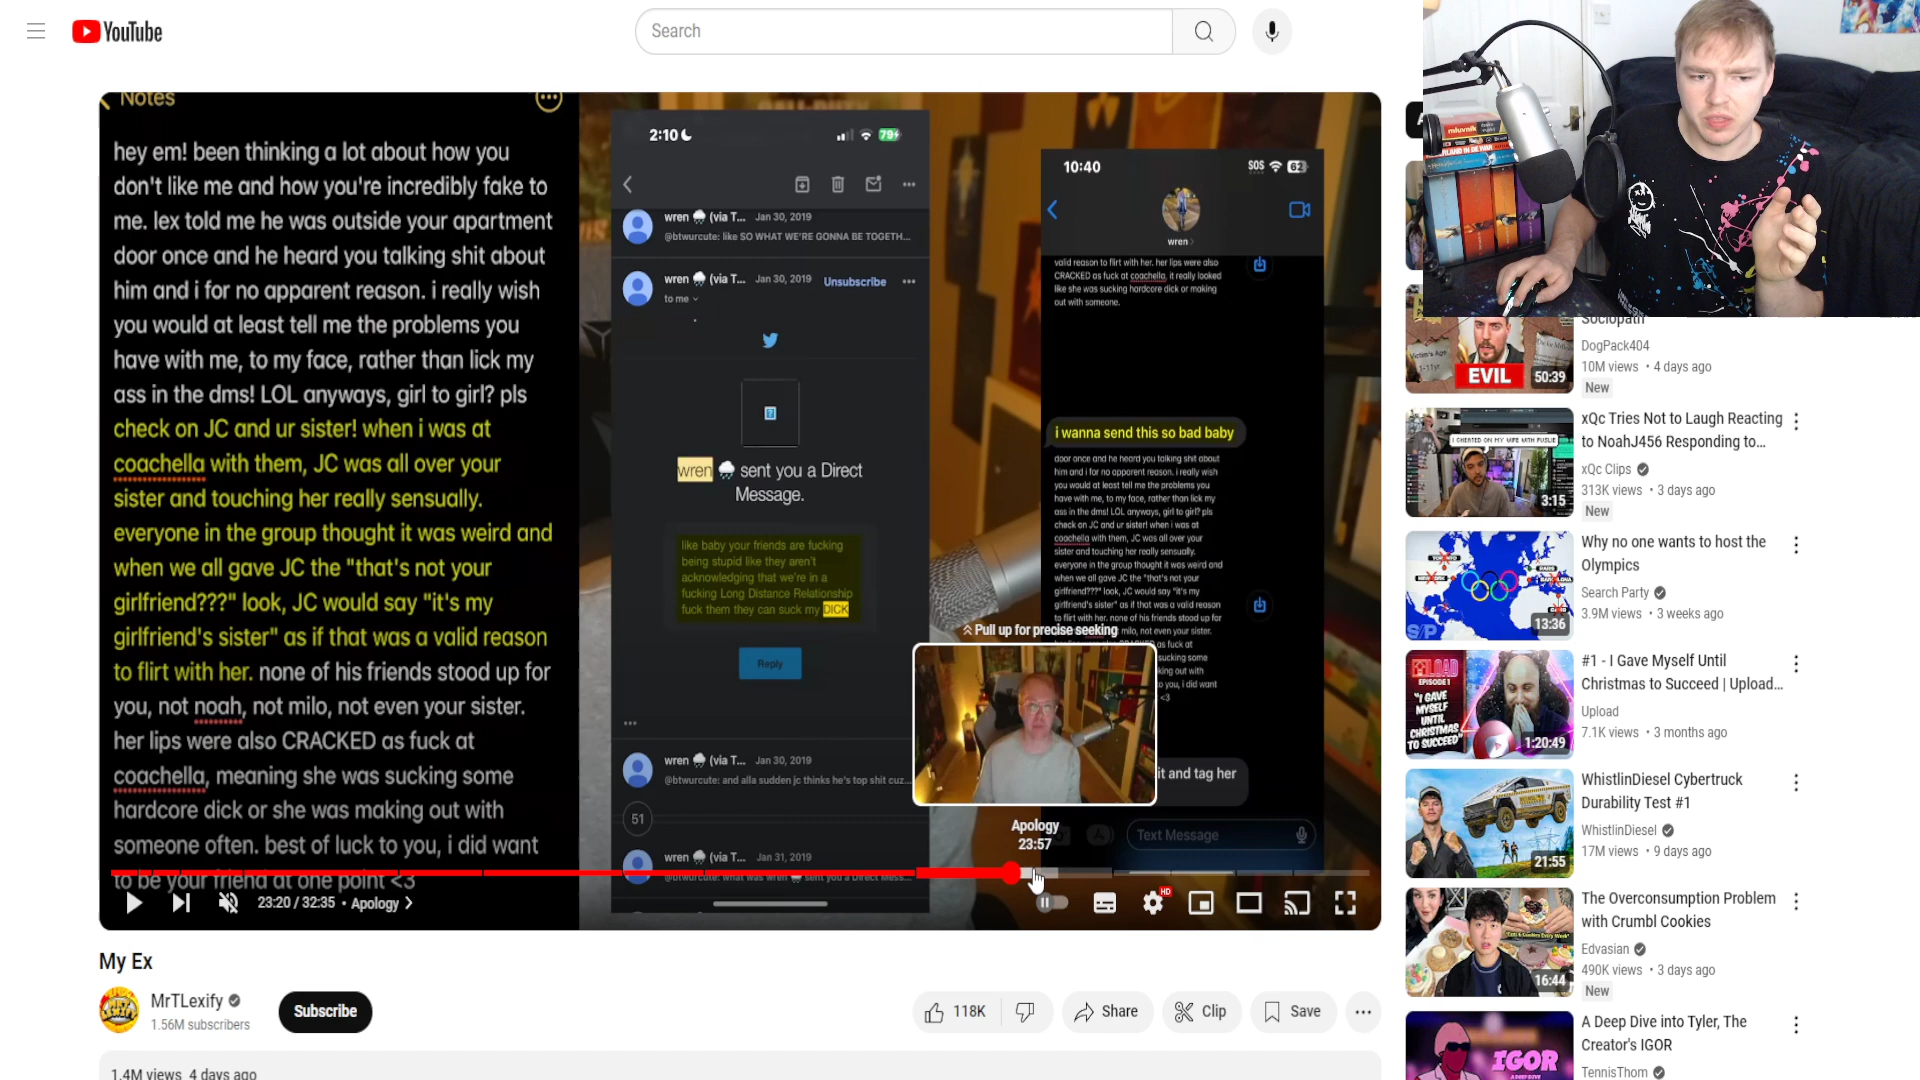 YouTube
Search
Notes
hey em! been thinking a lot about how you
don't like me and how you're incredibly fake to
me. lex told me he was outside your apartment
door once and he heard you talking shit about
him and i for no apparent reason. i really wish
you would at least tell me the problems you
have with me, to my face, rather than lick my
ass in the dms! LOL anyways, girl to girl? pls
check on JC and ur sister! when i was at
coachella with them, JC was all over your
sister and touching her really sensually.
everyone in the group thought it was weird and
when we all gave JC the "that's not your
girlfriend???" look, JC would say "it's my
girlfriend's sister" as if that was a valid reason
to flirt with her. none of his friends stood up for
you, not noah, not milo, not even your sister.
her lips were also CRACKED as fuck at
coachella, meaning she was sucking some
hardcore dick or she was making out with
someone often. best of luck to you, i did want
to be your friend at one point <3
2:10
79
wren (via T... Jan 30, 2019
@btwurcute: like SO WHAT WE'RE GONNA BE TOGETH...
wren (via T... Jan 30, 2019 Unsubscribe
to me
wren sent you a Direct
Message.
like baby your friends are fucking
being stupid like they aren't
acknowledging that we're in a
fucking Long Distance Relationship
fuck them they can suck my DICK
Reply
wren (via T... Jan 30, 2019
@btwurcute: and alla sudden jc thinks he's top shit cuz...
51
wren (via T... Jan 31, 2019
@btwurcute: what was wren sent you a Direct Mess...
10:40
SOS 62
wren
valid reason to flirt with her. her lips were also
CRACKED as fuck at coachella. it really looked
like she was sucking hardcore dick or making
out with someone.
i wanna send this so bad baby
door once and he heard you talking shit about
him and i for no apparent reason. i really wish
you would at least tell me the problems you
have with me, to my face, rather than lick my
ass in the dms! LOL anyways, girl to girl? pls
check on JC and ur sister! when i was at
coachella with them, JC was all over your
sister and touching her really sensually.
everyone in the group thought it was weird and
when we all gave JC the "that's not your
girlfriend???" look, JC would say "it's my
girlfriend's sister" as if that was a valid reason
to flirt with her. none of his friends stood up for
milo, not even your sister.
as fuck at
sucking some
king out with
o you, i did want
<3
it and tag her
Text Message
Pull up for precise seeking
Apology
23:57
23:20 / 32:35 • Apology
HD
My Ex
MrTLexify
1.56M subscribers
Subscribe
118K
Share
Clip
Save
1.4M views 4 days ago
Sociopath
DogPack404
10M views • 4 days ago
New
EVIL
50:39
xQc Tries Not to Laugh Reacting
to NoahJ456 Responding to...
xQc Clips
313K views • 3 days ago
New
I CHEATED ON MY WIFE WITH FUSLIE
3:15
Why no one wants to host the
Olympics
Search Party
3.9M views • 3 weeks ago
S/P
13:36
#1 - I Gave Myself Until
Christmas to Succeed | Upload...
Upload
7.1K views • 3 months ago
UPLOAD
EPISODE 1
"I GAVE
MYSELF
UNTIL
CHRISTMAS
TO SUCCEED"
1:20:49
WhistlinDiesel Cybertruck
Durability Test #1
WhistlinDiesel
17M views • 9 days ago
21:55
The Overconsumption Problem
with Crumbl Cookies
Edvasian
490K views • 3 days ago
New
16:44
A Deep Dive into Tyler, The
Creator's IGOR
TennisThom
IGOR